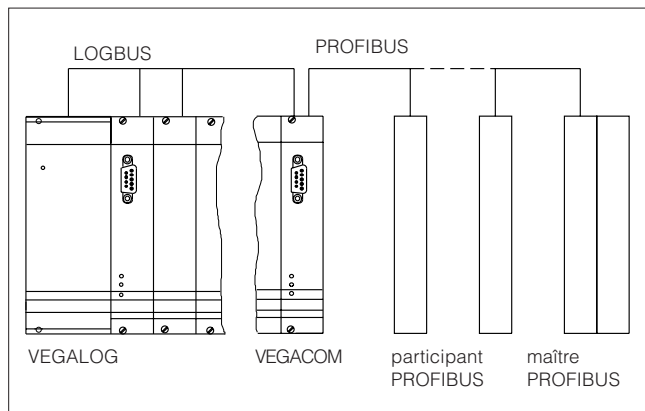 LOGBUS
PROFIBUS
VEGALOG
VEGACOM
participant
PROFIBUS
maître
PROFIBUS